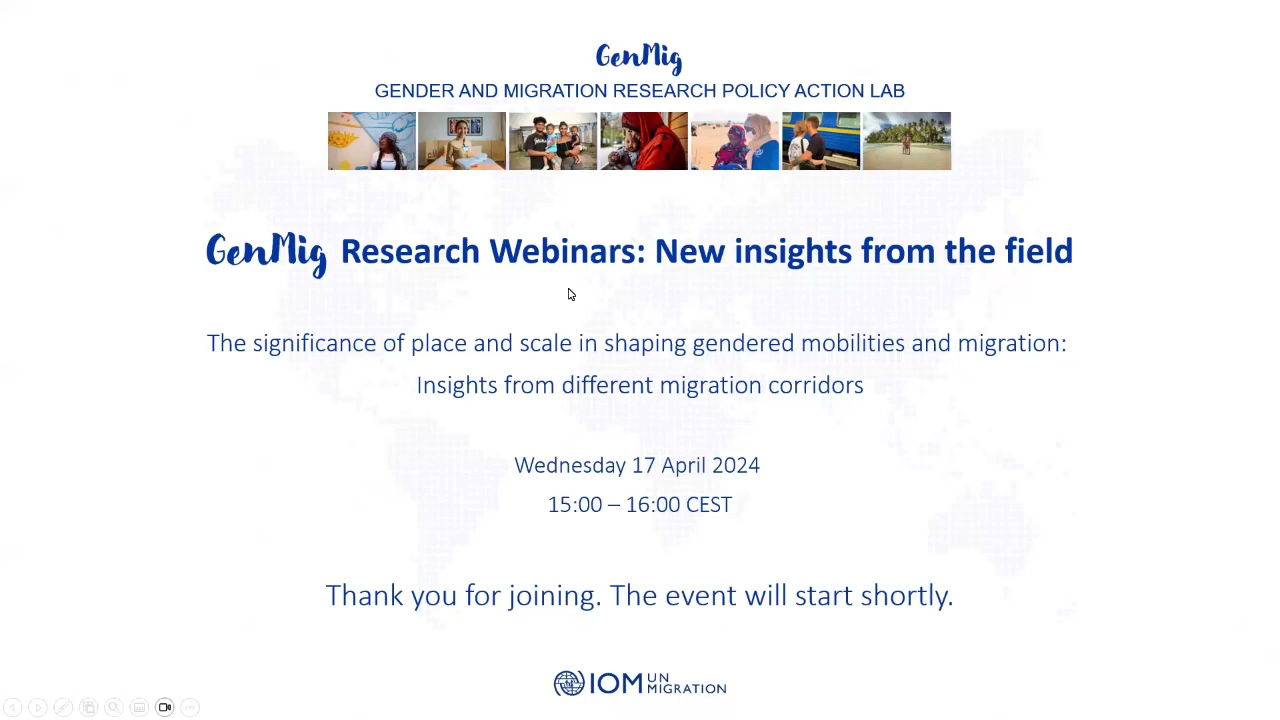 GenMig
GENDER AND MIGRATION RESEARCH POLICY ACTION LAB
GenMig Research Webinars: New insights from the field
The significance of place and scale in shaping gendered mobilities and migration:
Insights from different migration corridors
Wednesday 17 April 2024
15:00 – 16:00 CEST
Thank you for joining. The event will start shortly.
IOM UN MIGRATION